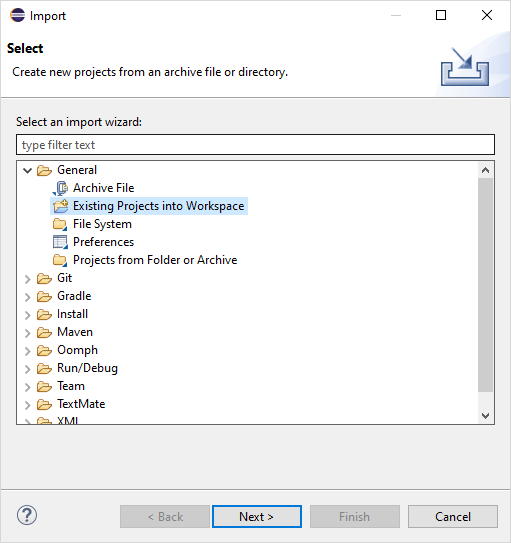 Import
Select
Create new projects from an archive file or directory.
Select an import wizard:
type filter text
General
Archive File
Existing Projects into Workspace
File System
Preferences
Projects from Folder or Archive
Git
Gradle
Install
Maven
Oomph
Run/Debug
Team
TextMate
XML
?
< Back
Next >
Finish
Cancel